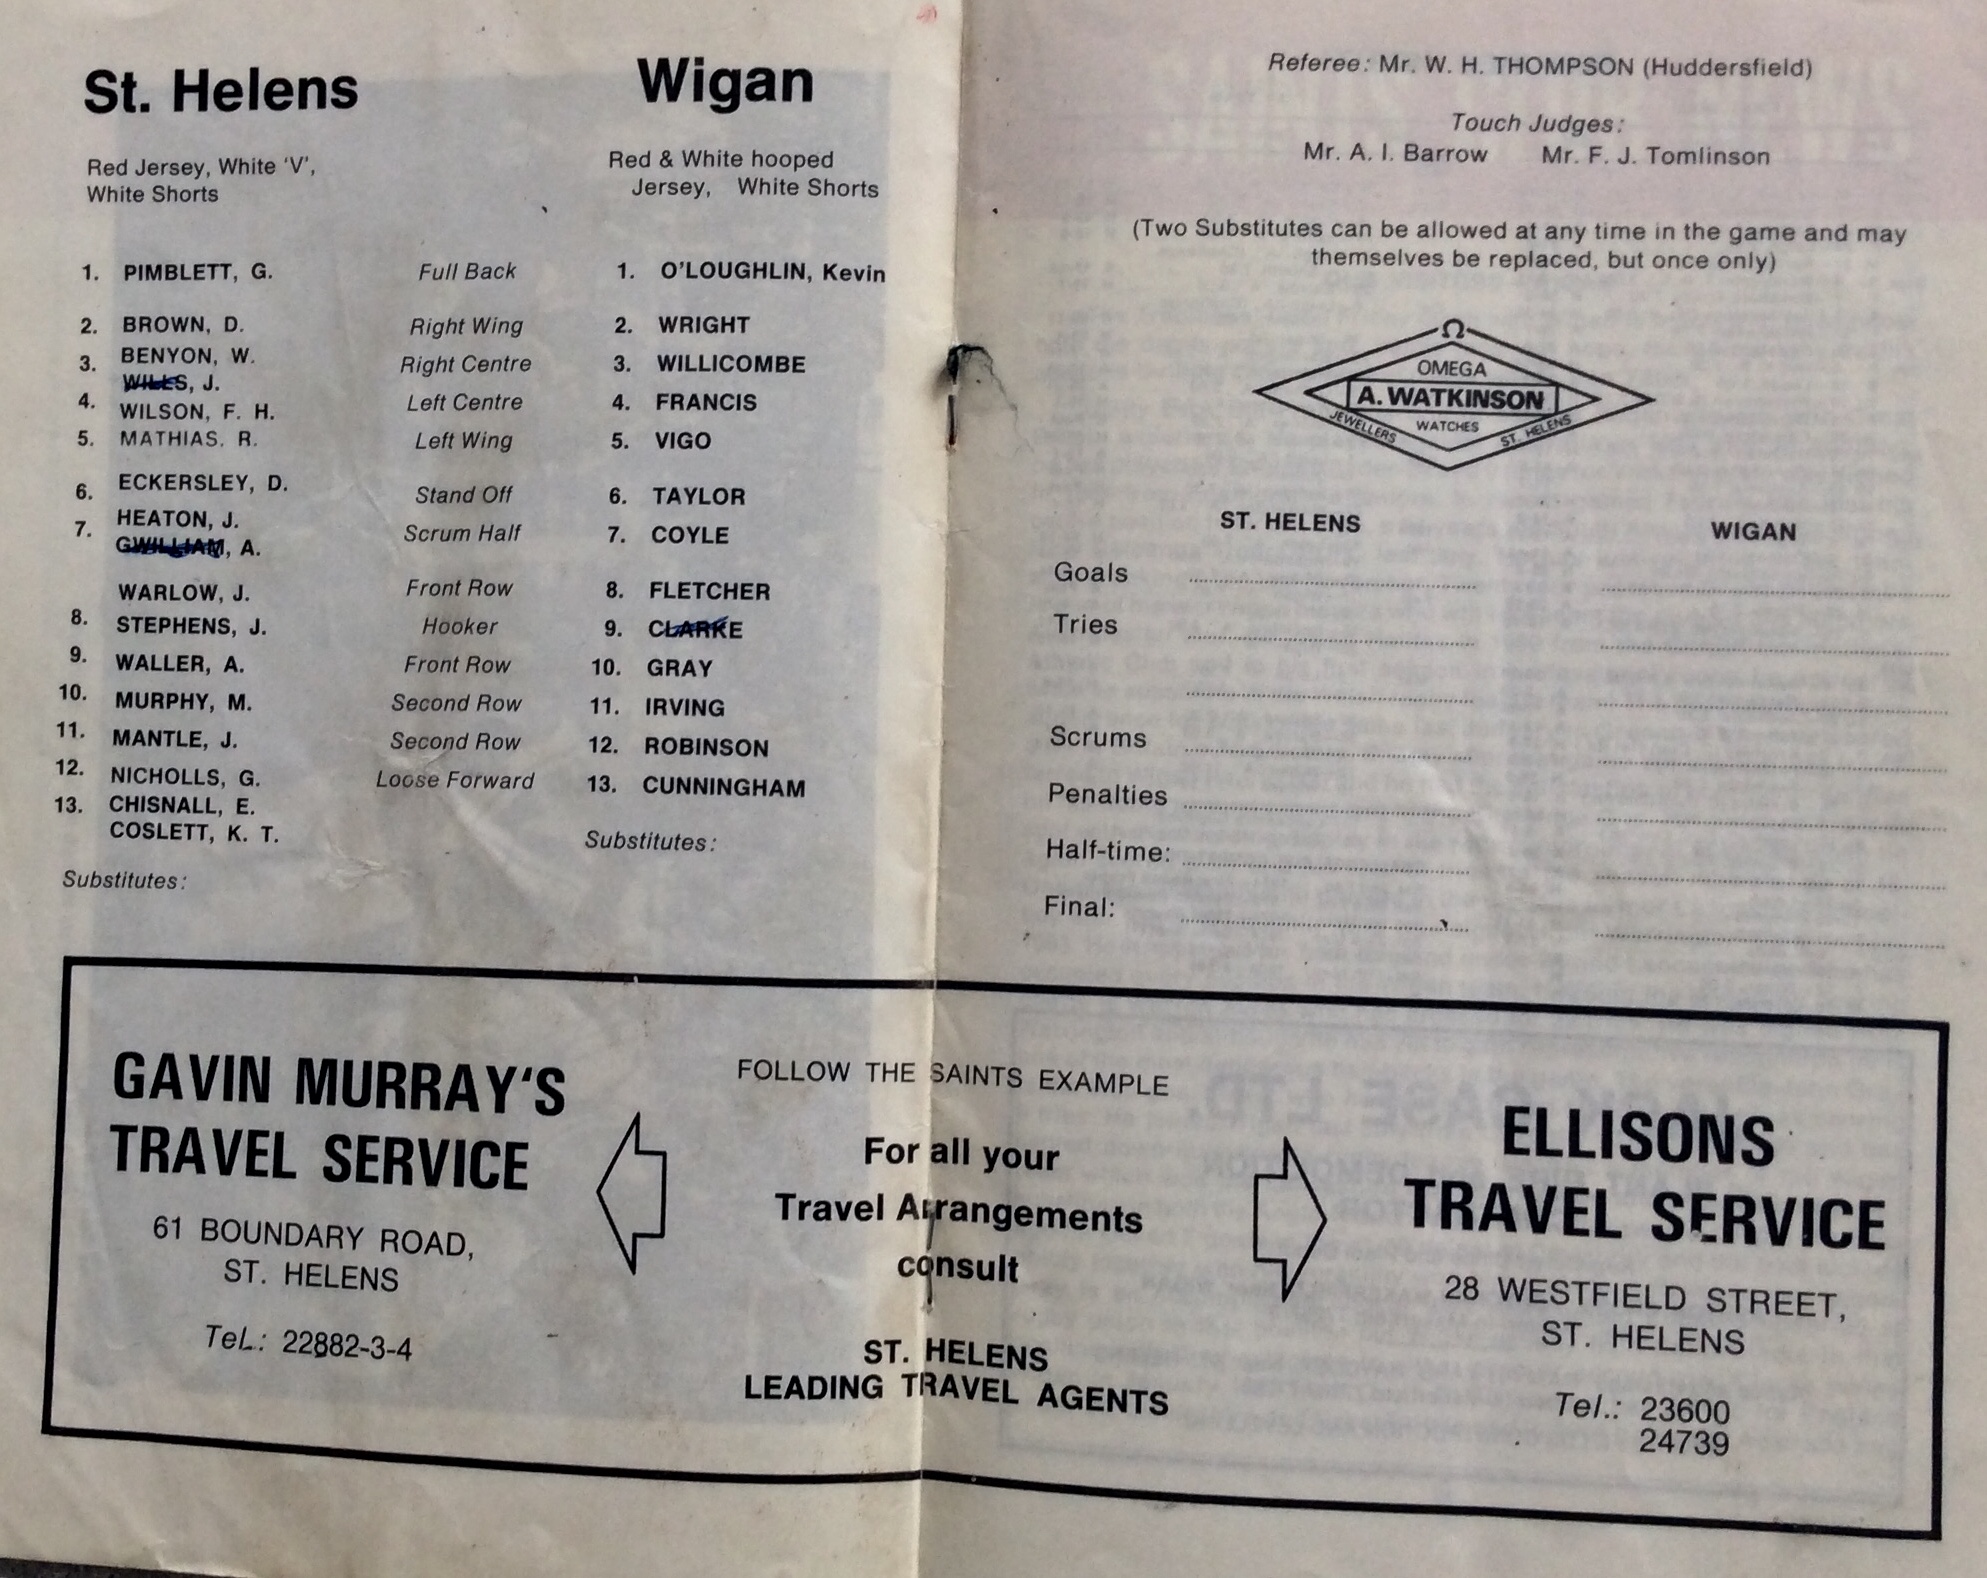 St. Helens
Red Jersey, White 'V',
White Shorts
Wigan
Red & White hooped
Jersey, White Shorts
1. PIMBLETT, G. Full Back 1. O'LOUGHLIN, Kevin
2. BROWN, D. Right Wing 2. WRIGHT
3. BENYON, W. Right Centre 3. WILLICOMBE
WILLS, J.
4. WILSON, F. H. Left Centre 4. FRANCIS
5. MATHIAS. R. Left Wing 5. VIGO
6. ECKERSLEY, D. Stand Off 6. TAYLOR
7. HEATON, J. Scrum Half 7. COYLE
GWILLIAM, A.
WARLOW, J. Front Row 8. FLETCHER
8. STEPHENS, J. Hooker 9. CLARKE
9. WALLER, A. Front Row 10. GRAY
10. MURPHY, M. Second Row 11. IRVING
11. MANTLE, J. Second Row 12. ROBINSON
12. NICHOLLS, G. Loose Forward 13. CUNNINGHAM
13. CHISNALL, E.
COSLETT, K. T.
Substitutes:
Substitutes:
Referee: Mr. W. H. THOMPSON (Huddersfield)
Touch Judges:
Mr. A. I. Barrow Mr. F. J. Tomlinson
(Two Substitutes can be allowed at any time in the game and may
themselves be replaced, but once only)
Ω
OMEGA
A. WATKINSON
JEWELLERS WATCHES ST. HELENS
ST. HELENS WIGAN
Goals
Tries
Scrums
Penalties
Half-time:
Final:
GAVIN MURRAY'S
TRAVEL SERVICE
61 BOUNDARY ROAD,
ST. HELENS
Tel.: 22882-3-4
FOLLOW THE SAINTS EXAMPLE
For all your
Travel Arrangements
consult
ST. HELENS
LEADING TRAVEL AGENTS
ELLISONS
TRAVEL SERVICE
28 WESTFIELD STREET,
ST. HELENS
Tel.: 23600
24739